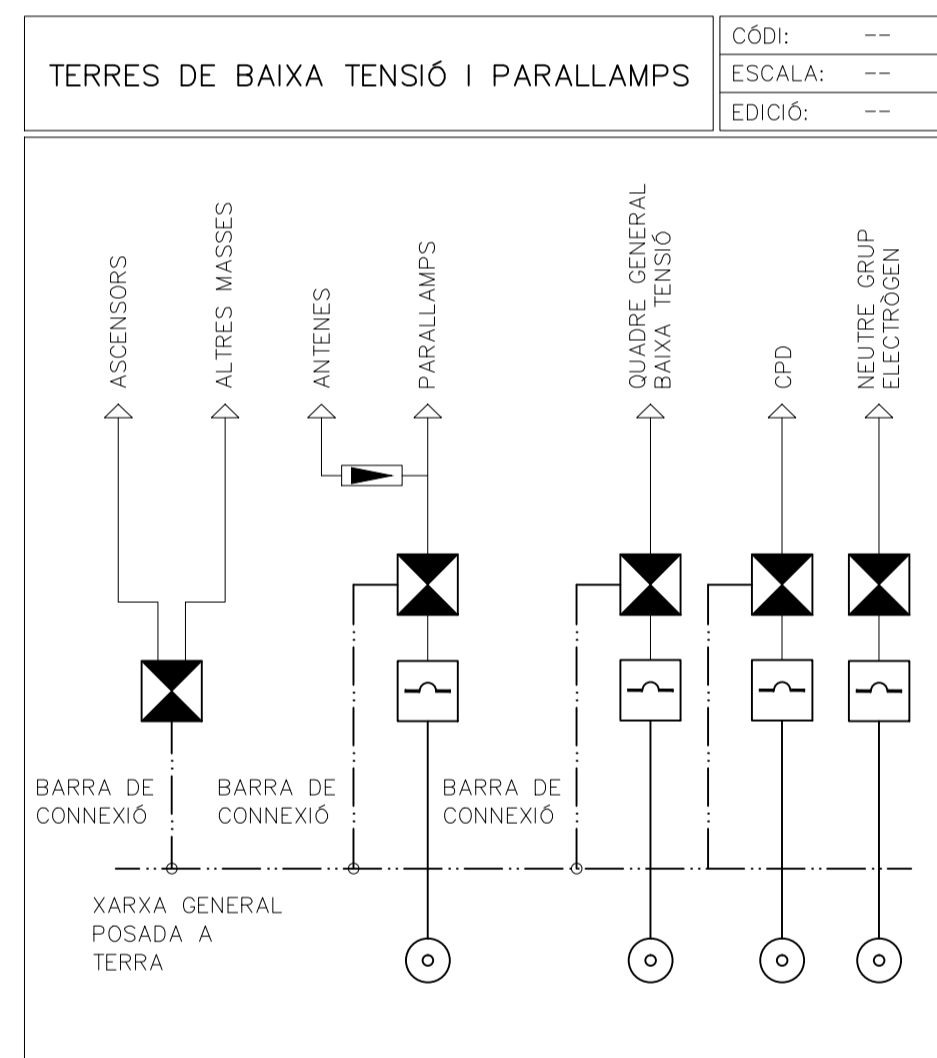 TERRES DE BAIXA TENSIÓ I PARALLAMPS
CÓDI: --
ESCALA: --
EDICIÓ: --
ASCENSORS
ALTRES MASSES
ANTENES
PARALLAMPS
QUADRE GENERAL
BAIXA TENSIÓ
CPD
NEUTRE GRUP
ELECTRÒGEN
BARRA DE
CONNEXIÓ
BARRA DE
CONNEXIÓ
BARRA DE
CONNEXIÓ
XARXA GENERAL
POSADA A
TERRA